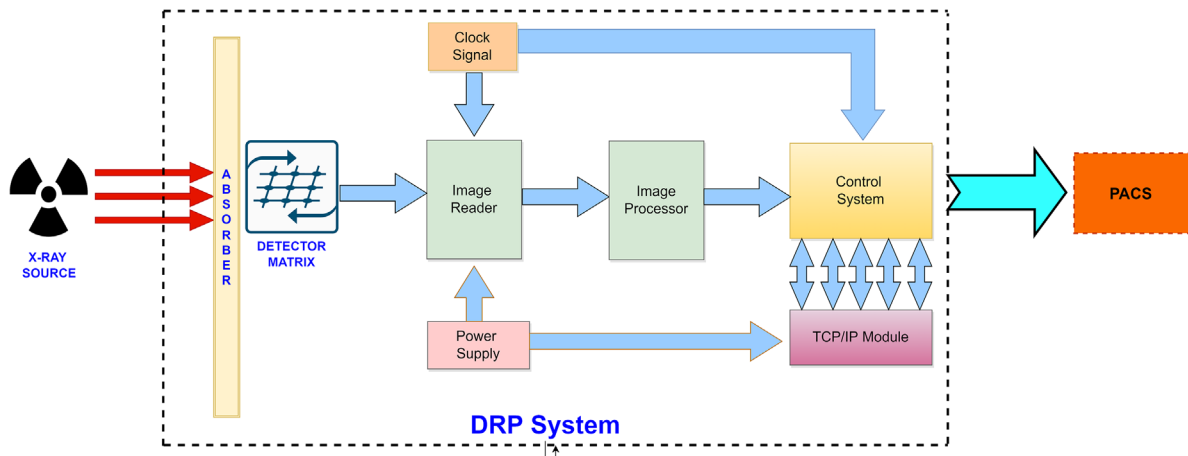 Clock
Signal
X-RAY
SOURCE
ABSORBER
DETECTOR
MATRIX
Image
Reader
Image
Processor
Control
System
PACS
Power
Supply
TCP/IP Module
DRP System